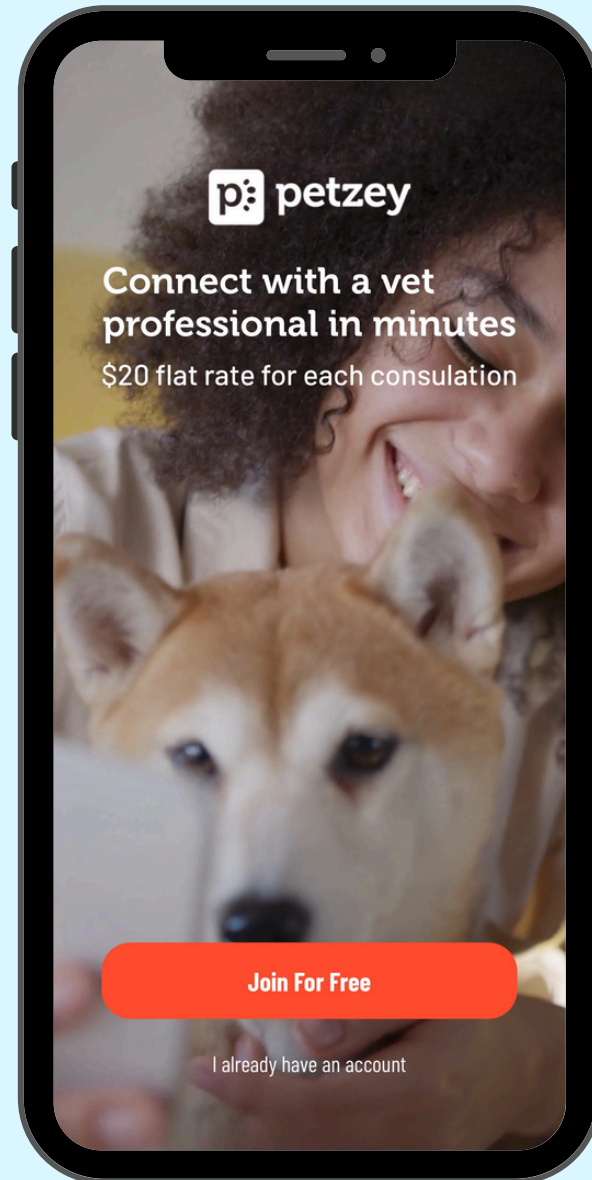 p petzey
Connect with a vet
professional in minutes
$20 flat rate for each consulation
Join For Free
I already have an account